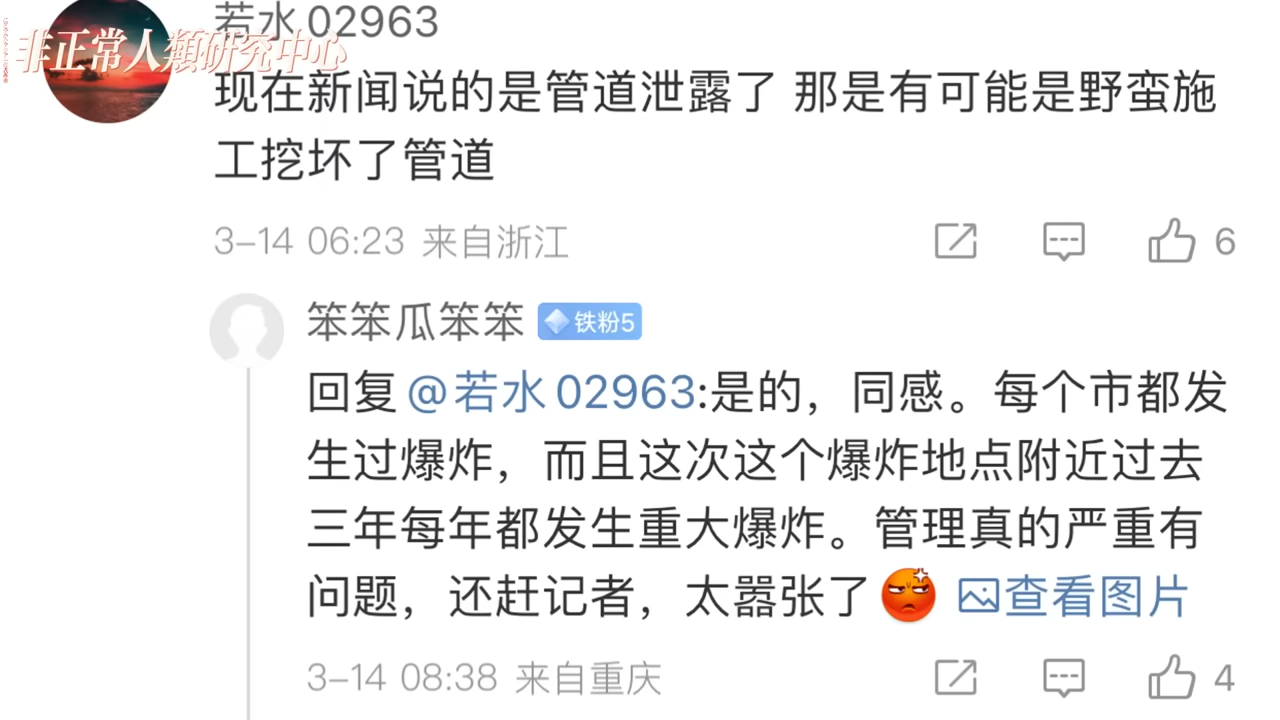 若水02963
非正常人類研究中心
现在新闻说的是管道泄露了 那是有可能是野蛮施
工挖坏了管道
3-14 06:23 来自浙江
6
笨笨瓜笨笨 铁粉5
回复@若水02963:是的，同感。每个市都发
生过爆炸，而且这次这个爆炸地点附近过去
三年每年都发生重大爆炸。管理真的严重有
问题，还赶记者，太嚣张了 查看图片
3-14 08:38 来自重庆
4